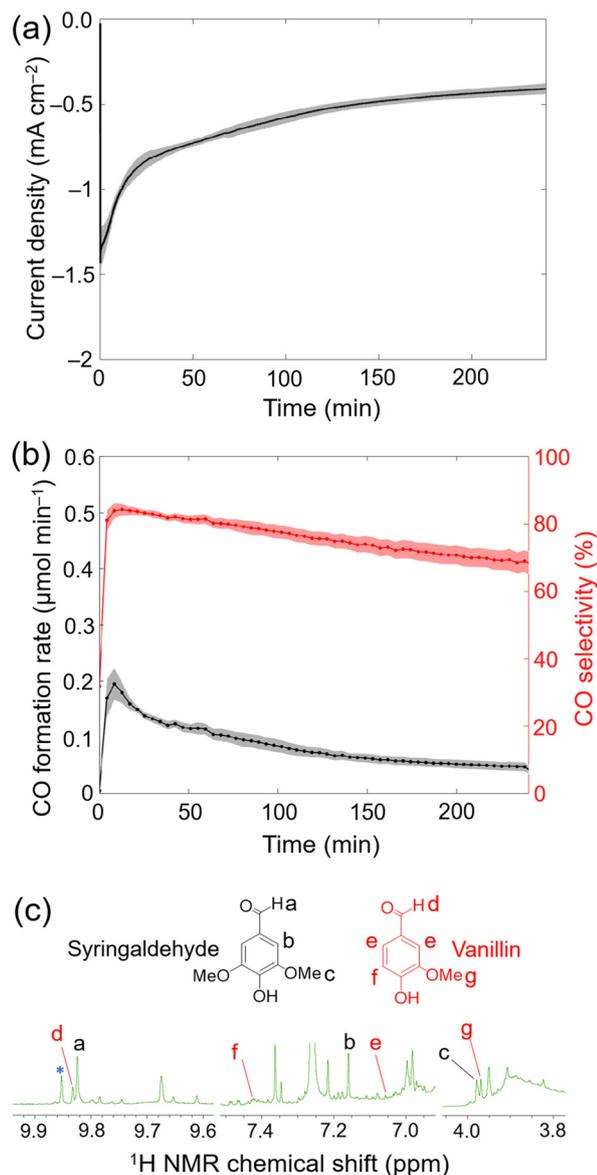 (a)
0.0
–0.5
–1
–1.5
–2
Current density (mA cm⁻²)
0 50 100 150 200
Time (min)
(b)
0.6
0.5
0.4
0.3
0.2
0.1
0
CO formation rate (μmol min⁻¹)
100
80
60
40
20
0
CO selectivity (%)
0 50 100 150 200
Time (min)
(c)
O H a
b
Syringaldehyde
MeO OMe c
OH
O H d
e e Vanillin
f OMe g
OH
d a
*
f b e
c g
9.9 9.8 9.7 9.6 7.4 7.2 7.0 4.0 3.8
¹H NMR chemical shift (ppm)